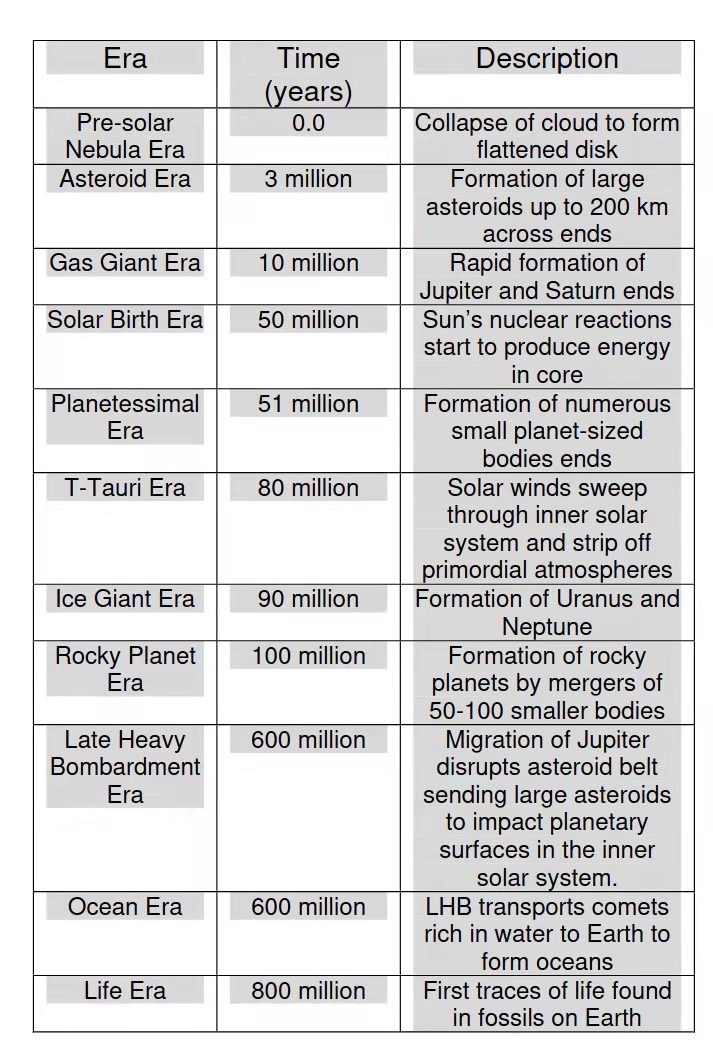 Era
Time
(years)
Description
Pre-solar
Nebula Era
0.0
Collapse of cloud to form
flattened disk
Asteroid Era
3 million
Formation of large
asteroids up to 200 km
across ends
Gas Giant Era
10 million
Rapid formation of
Jupiter and Saturn ends
Solar Birth Era
50 million
Sun’s nuclear reactions
start to produce energy
in core
Planetessimal
Era
51 million
Formation of numerous
small planet-sized
bodies ends
T-Tauri Era
80 million
Solar winds sweep
through inner solar
system and strip off
primordial atmospheres
Ice Giant Era
90 million
Formation of Uranus and
Neptune
Rocky Planet
Era
100 million
Formation of rocky
planets by mergers of
50-100 smaller bodies
Late Heavy
Bombardment
Era
600 million
Migration of Jupiter
disrupts asteroid belt
sending large asteroids
to impact planetary
surfaces in the inner
solar system.
Ocean Era
600 million
LHB transports comets
rich in water to Earth to
form oceans
Life Era
800 million
First traces of life found
in fossils on Earth